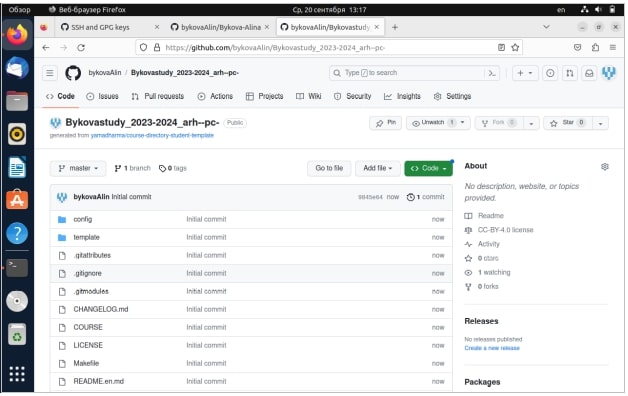 Обзор Веб-браузер Firefox Ср, 20 сентября 13:17 en
SSH and GPG keys × bykovaAlin/Bykova-Alina × bykovaAlin/Bykovastudy_ ×
https://github.com/bykovaAlin/Bykovastudy_2023-2024_arh--pc-
bykovaAlin / Bykovastudy_2023-2024_arh--pc- Type / to search
Code Issues Pull requests Actions Projects Wiki Security Insights Settings
Bykovastudy_2023-2024_arh--pc- Public Pin Unwatch 1 Fork 0 Star 0
generated from yamadharma/course-directory-student-template
master 1 branch 0 tags Go to file Add file Code
About
No description, website, or topics
provided.
Readme
CC-BY-4.0 license
Activity
0 stars
1 watching
0 forks
Releases
No releases published
Create a new release
Packages
bykovaAlin Initial commit 9945e64 now 1 commit
config Initial commit now
template Initial commit now
.gitattributes Initial commit now
.gitignore Initial commit now
.gitmodules Initial commit now
CHANGELOG.md Initial commit now
COURSE Initial commit now
LICENSE Initial commit now
Makefile Initial commit now
README.en.md Initial commit now